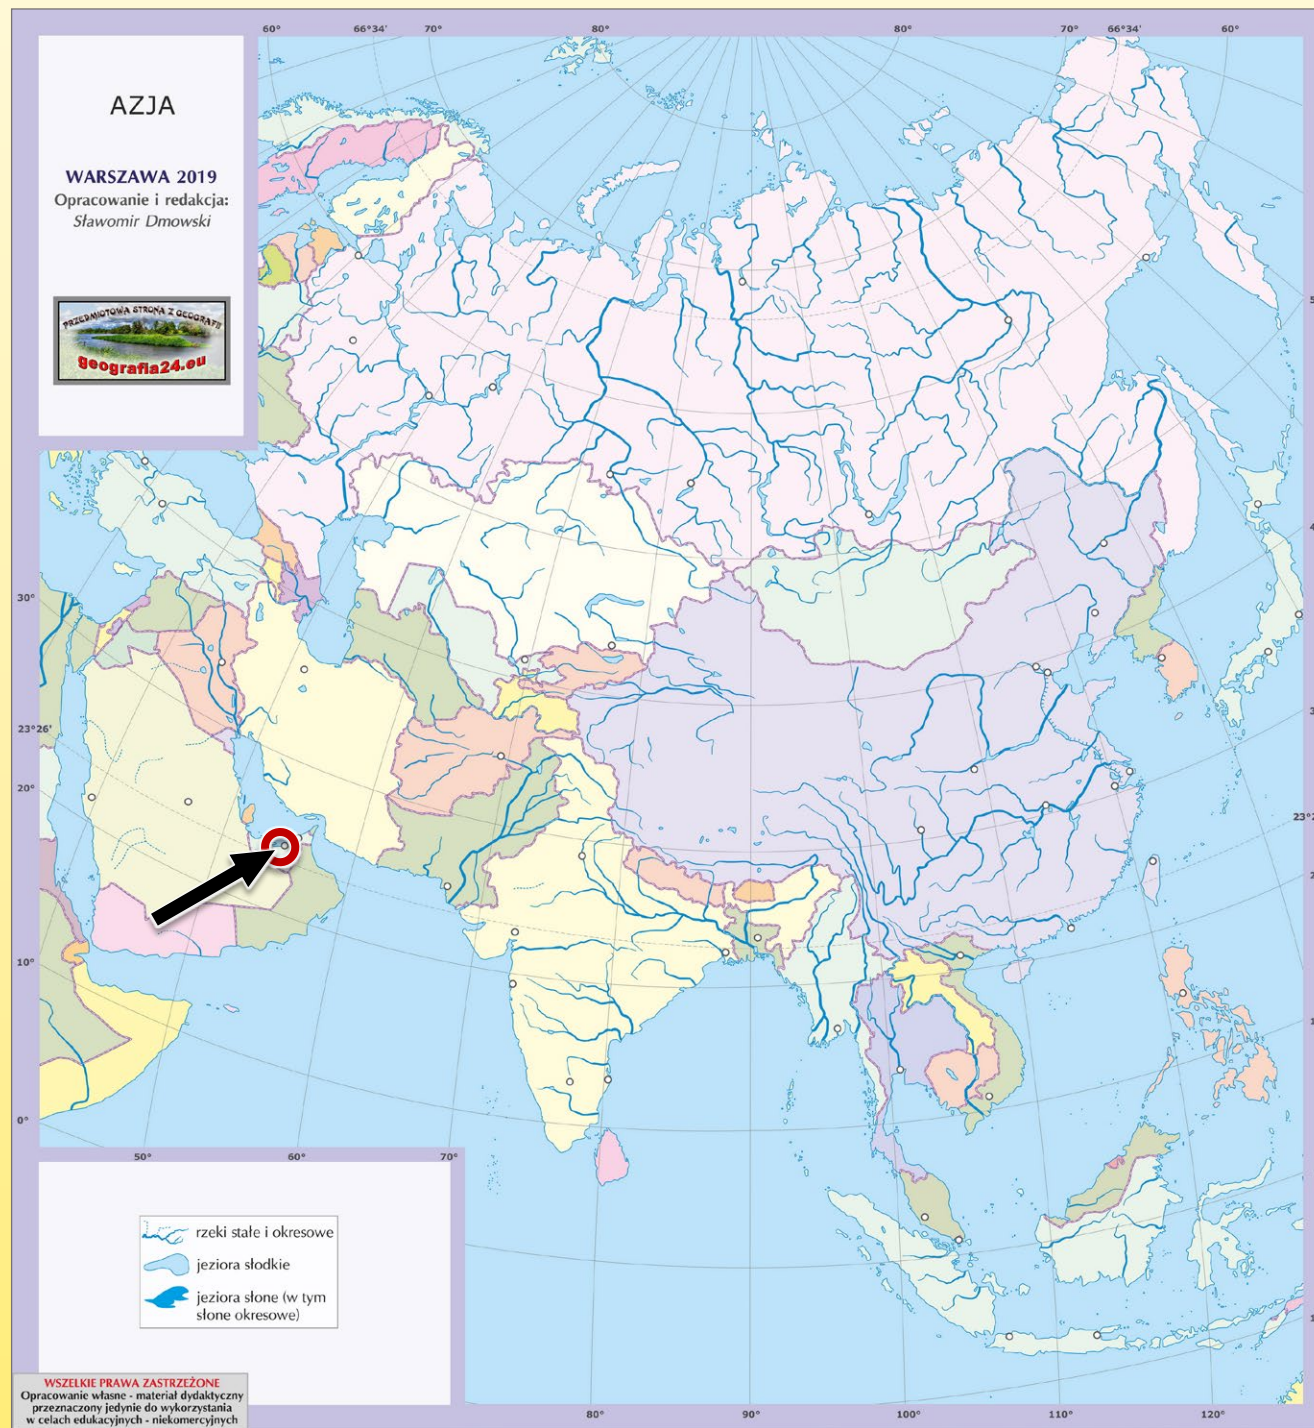 60° 66°34' 70° 80° 90° 80° 70° 66°34' 60°
AZJA
WARSZAWA 2019
Opracowanie i redakcja:
Sławomir Dmowski
PRZEDMIOTOWA STRONA Z GEOGRAFII
geografia24.eu
30°
23°26'
20°
10°
0°
50° 60° 70°
rzeki stałe i okresowe
jeziora słodkie
jeziora słone (w tym
słone okresowe)
WSZELKIE PRAWA ZASTRZEŻONE
Opracowanie własne - materiał dydaktyczny
przeznaczony jedynie do wykorzystania
w celach edukacyjnych - niekomercyjnych
80° 90° 100° 110° 120°